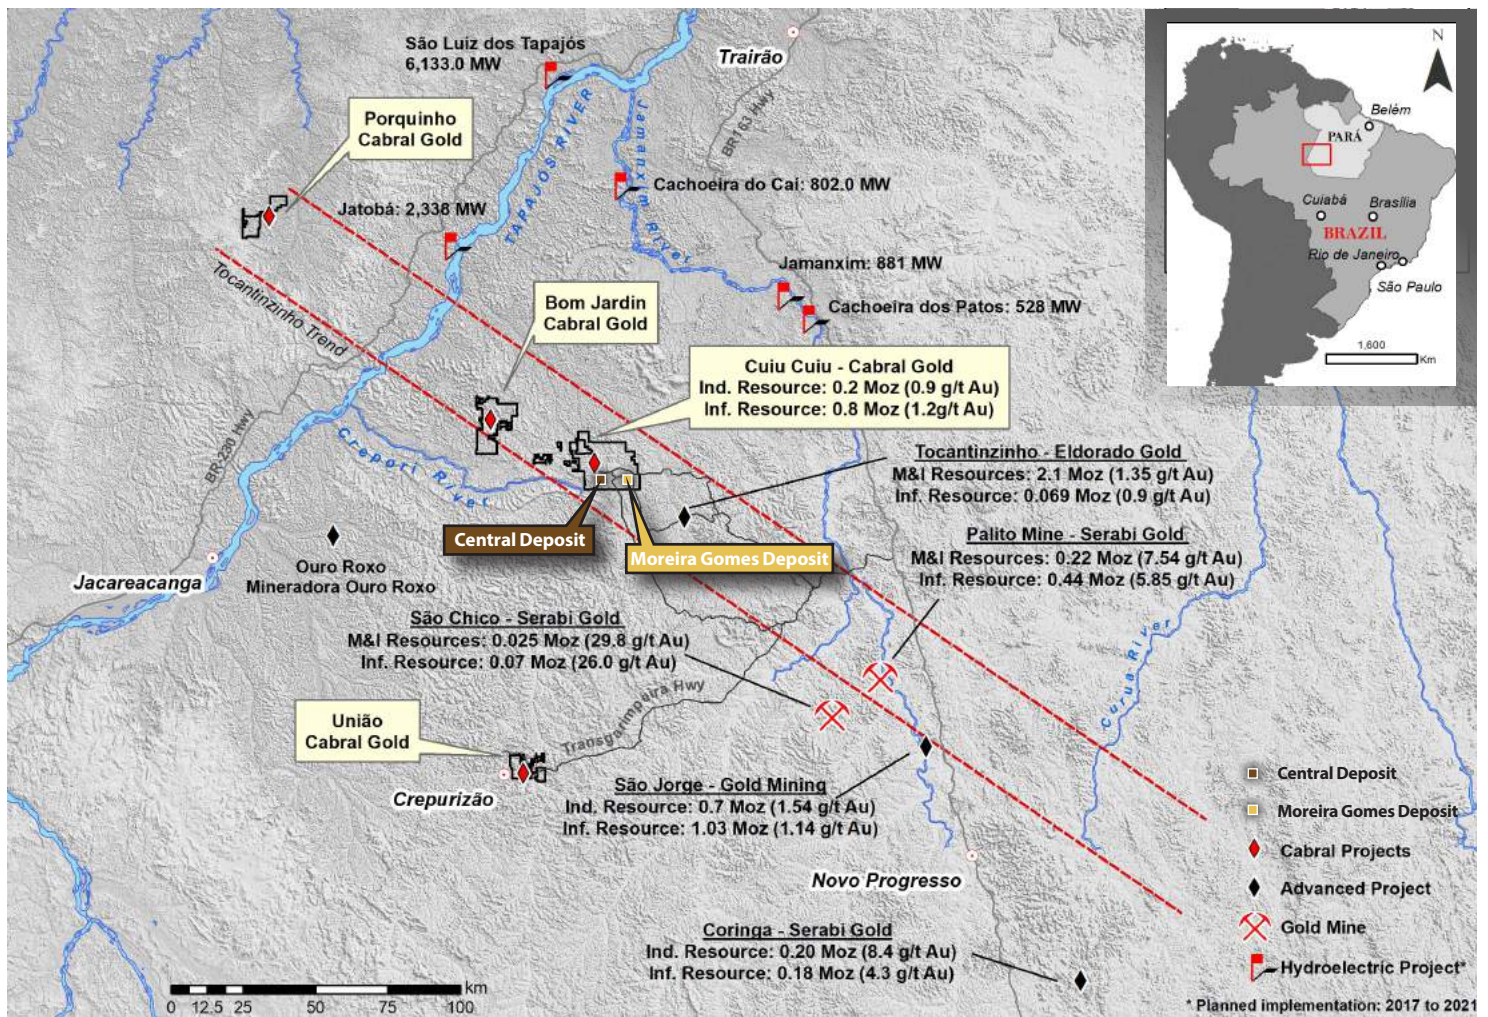 São Luíz dos Tapajós
6,133.0 MW
Trairão
Porquinho
Cabral Gold
BR163 Hwy
TAPAJÓS RIVER
Jamanxim River
Cachoeira do Caí: 802.0 MW
Jatobá: 2,338 MW
Tocantinzinho Trend
Jamanxim: 881 MW
Cachoeira dos Patos: 528 MW
Bom Jardin
Cabral Gold
Cuiu Cuiu - Cabral Gold
Ind. Resource: 0.2 Moz (0.9 g/t Au)
Inf. Resource: 0.8 Moz (1.2g/t Au)
BR-230 Hwy
Crepori River
Tocantinzinho - Eldorado Gold
M&I Resources: 2.1 Moz (1.35 g/t Au)
Inf. Resource: 0.069 Moz (0.9 g/t Au)
Central Deposit
Moreira Gomes Deposit
Palito Mine - Serabi Gold
M&I Resources: 0.22 Moz (7.54 g/t Au)
Inf. Resource: 0.44 Moz (5.85 g/t Au)
Ouro Roxo
Mineradora Ouro Roxo
Jacareacanga
São Chico - Serabi Gold
M&I Resources: 0.025 Moz (29.8 g/t Au)
Inf. Resource: 0.07 Moz (26.0 g/t Au)
Curua River
União
Cabral Gold
Transgarimpeira Hwy
Crepurizão
São Jorge - Gold Mining
Ind. Resource: 0.7 Moz (1.54 g/t Au)
Inf. Resource: 1.03 Moz (1.14 g/t Au)
Novo Progresso
Coringa - Serabi Gold
Ind. Resource: 0.20 Moz (8.4 g/t Au)
Inf. Resource: 0.18 Moz (4.3 g/t Au)
km
0 12.5 25 50 75 100
N
Belém
PARÁ
Cuiabá
Brasília
BRAZIL
Rio de Janeiro
São Paulo
1,600
Km
Central Deposit
Moreira Gomes Deposit
Cabral Projects
Advanced Project
Gold Mine
Hydroelectric Project*
* Planned implementation: 2017 to 2021